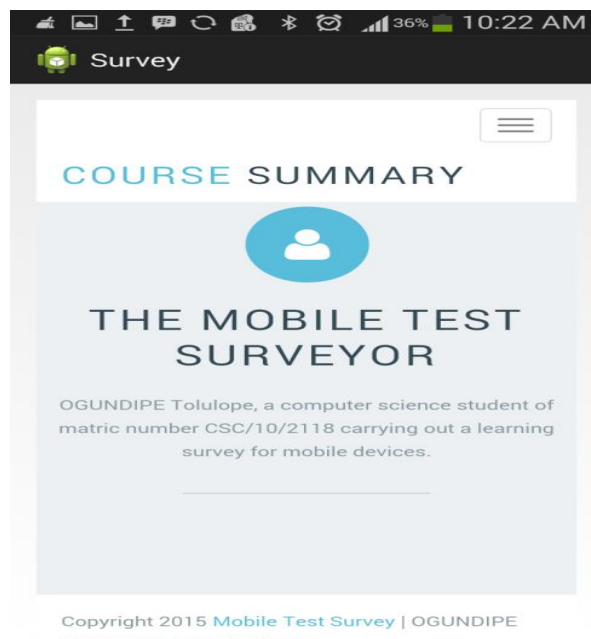 36% 10:22 AM
Survey
COURSE SUMMARY
THE MOBILE TEST
SURVEYOR
OGUNDIPE Tolulope, a computer science student of
matric number CSC/10/2118 carrying out a learning
survey for mobile devices.
Copyright 2015 Mobile Test Survey | OGUNDIPE